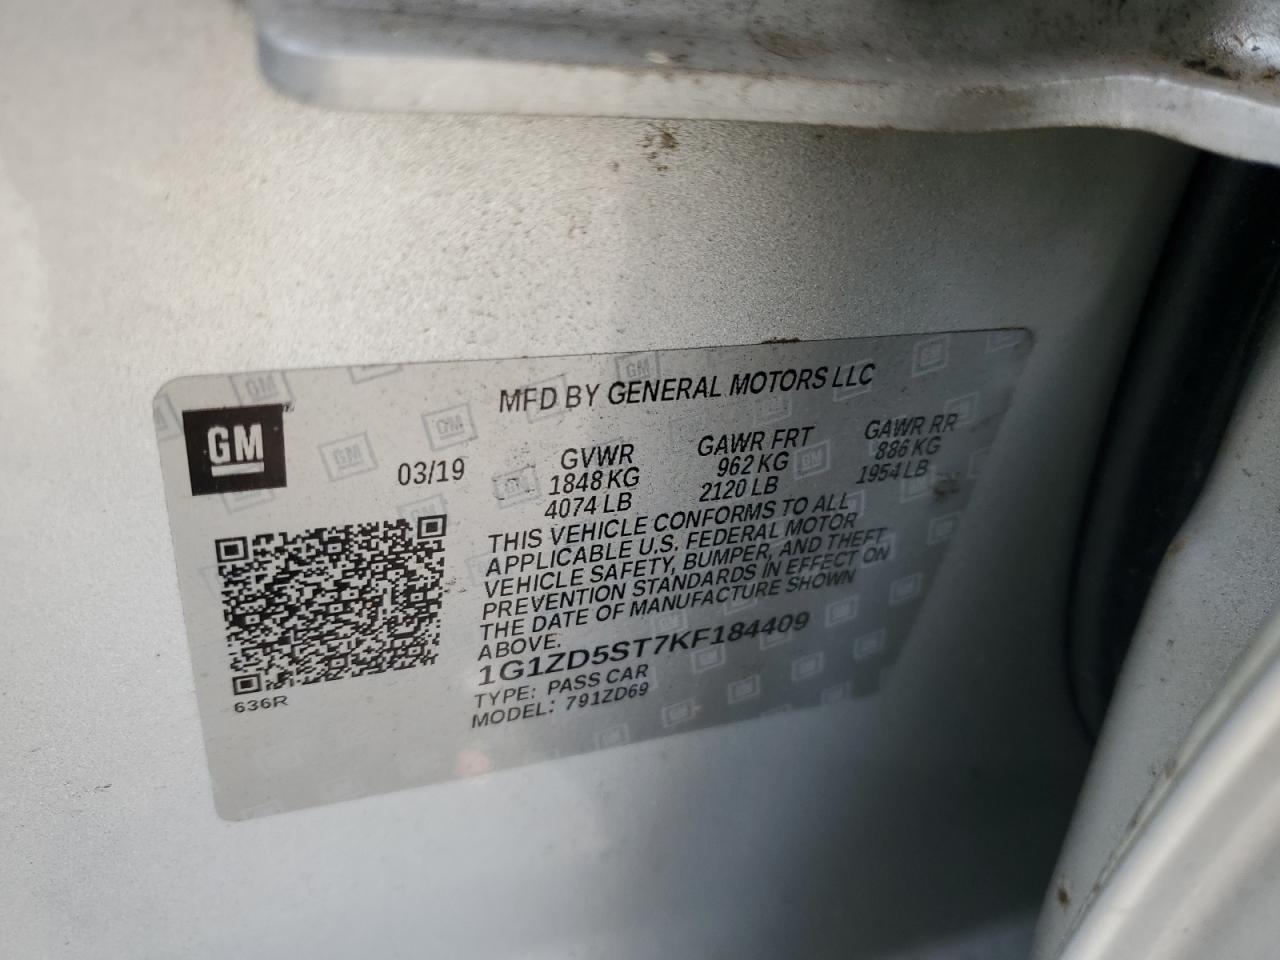 MFD BY GENERAL MOTORS LLC
GM
03/19
GVWR GAWR FRT GAWR RR
1848 KG 962 KG 886 KG
4074 LB 2120 LB 1954 LB
THIS VEHICLE CONFORMS TO ALL
APPLICABLE U.S. FEDERAL MOTOR
VEHICLE SAFETY, BUMPER, AND THEFT
PREVENTION STANDARDS IN EFFECT ON
THE DATE OF MANUFACTURE SHOWN
ABOVE.
1G1ZD5ST7KF184409
TYPE: PASS CAR
MODEL: 791ZD69
636R